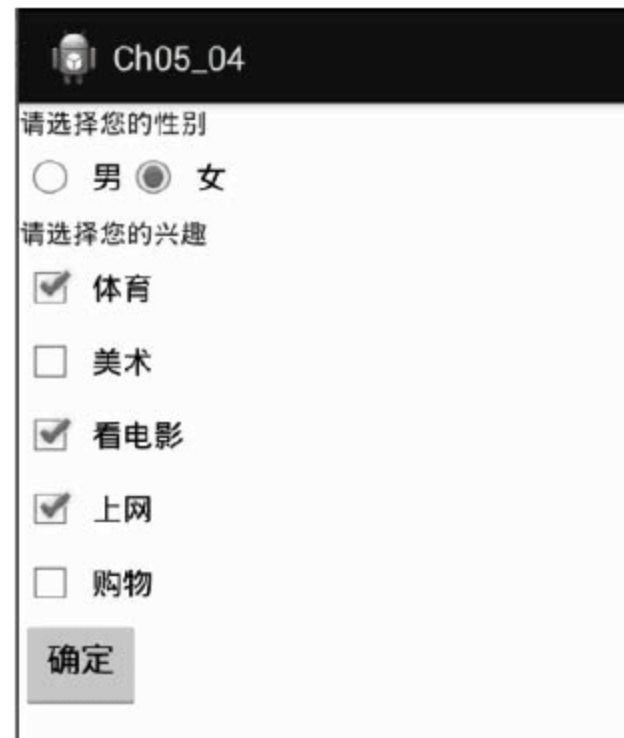 Ch05_04
请选择您的性别
男 女
请选择您的兴趣
体育
美术
看电影
上网
购物
确定